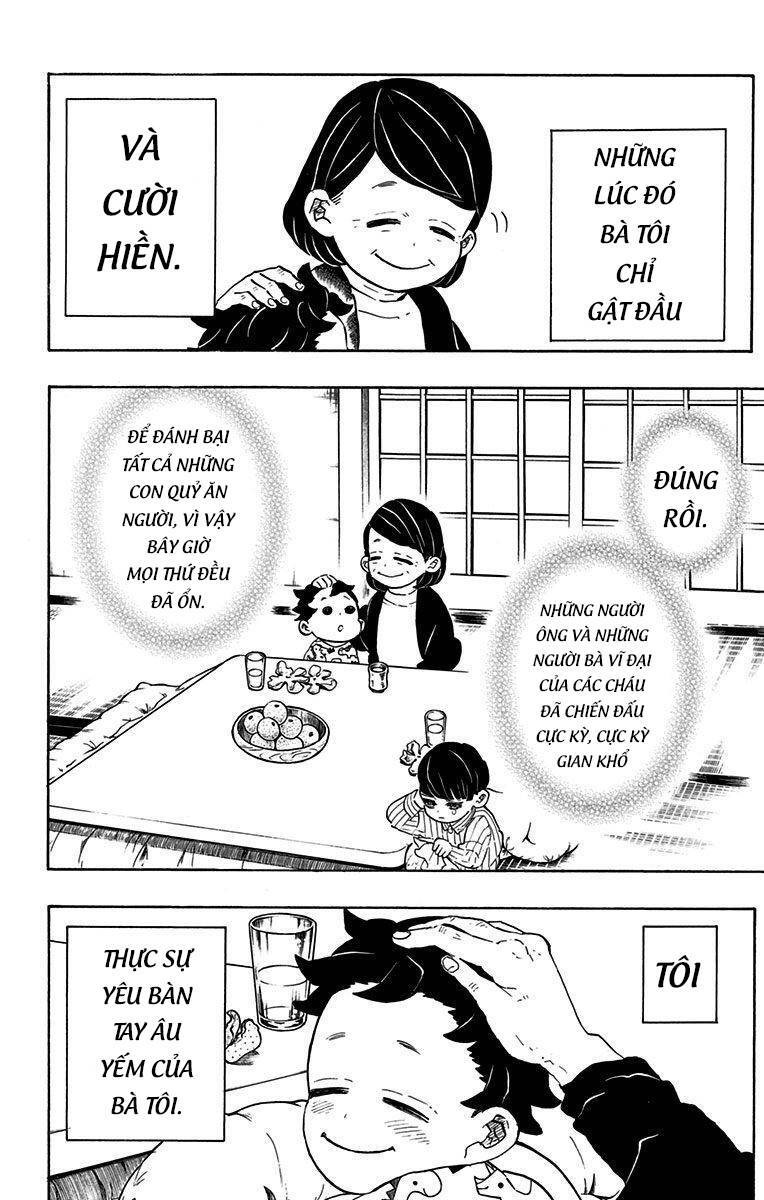 NHỮNG
LÚC ĐÓ
BÀ TÔI
CHỈ
GẬT ĐẦU
VÀ
CƯỜI
HIỀN.
ĐÚNG
RỒI.
NHỮNG NGƯỜI
ÔNG VÀ NHỮNG
NGƯỜI BÀ VĨ ĐẠI
CỦA CÁC CHÁU
ĐÃ CHIẾN ĐẤU
CỰC KỲ, CỰC KỲ
GIAN KHỔ
ĐỂ ĐÁNH BẠI
TẤT CẢ NHỮNG
CON QUỶ ĂN
NGƯỜI, VÌ VẬY
BÂY GIỜ
MỌI THỨ ĐỀU
ĐÃ ỔN.
TÔI
THỰC SỰ
YÊU BÀN
TAY ÂU
YẾM CỦA
BÀ TÔI.